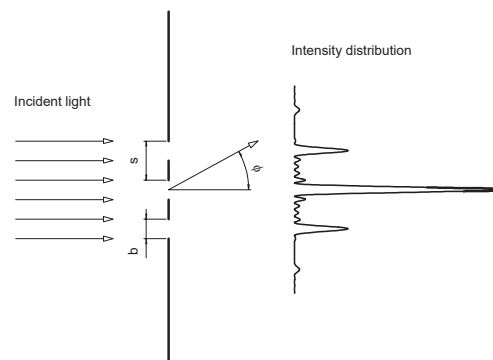 Intensity distribution
Incident light
s
ϕ
b